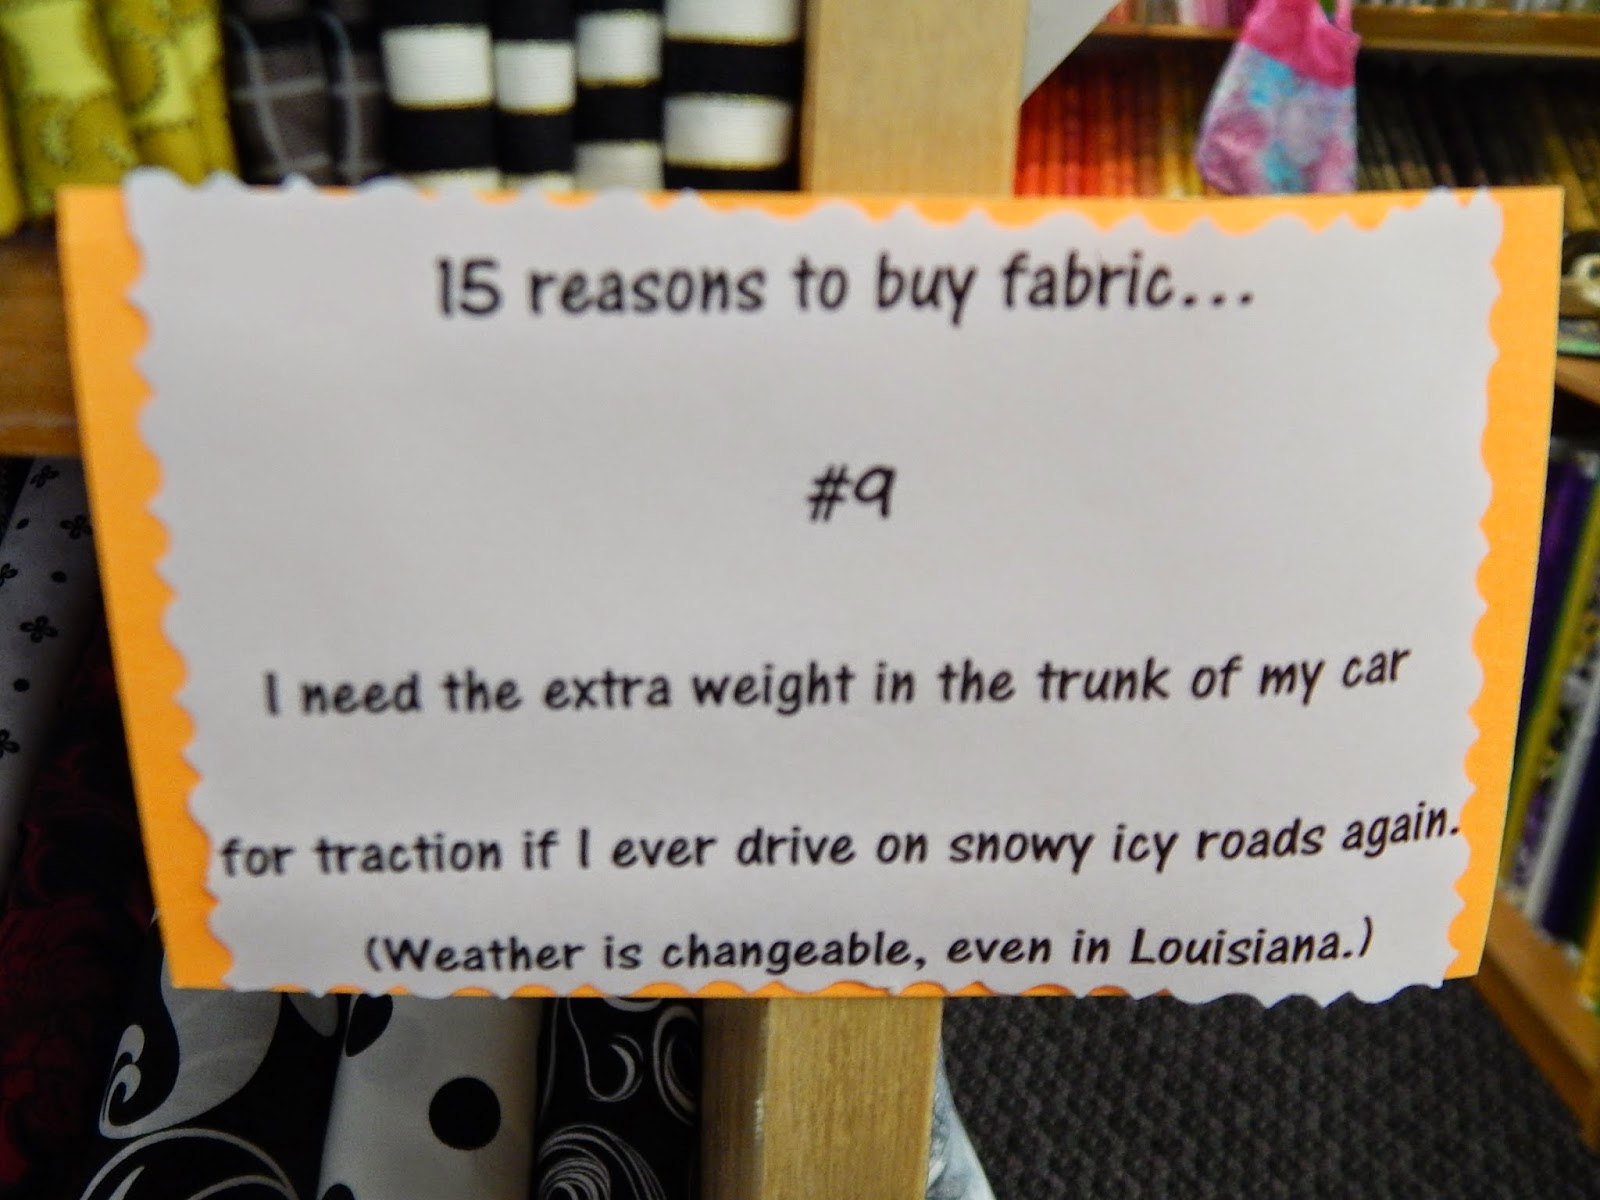 15 reasons to buy fabric...
#9
I need the extra weight in the trunk of my car
for traction if I ever drive on snowy icy roads again.
(Weather is changeable, even in Louisiana.)